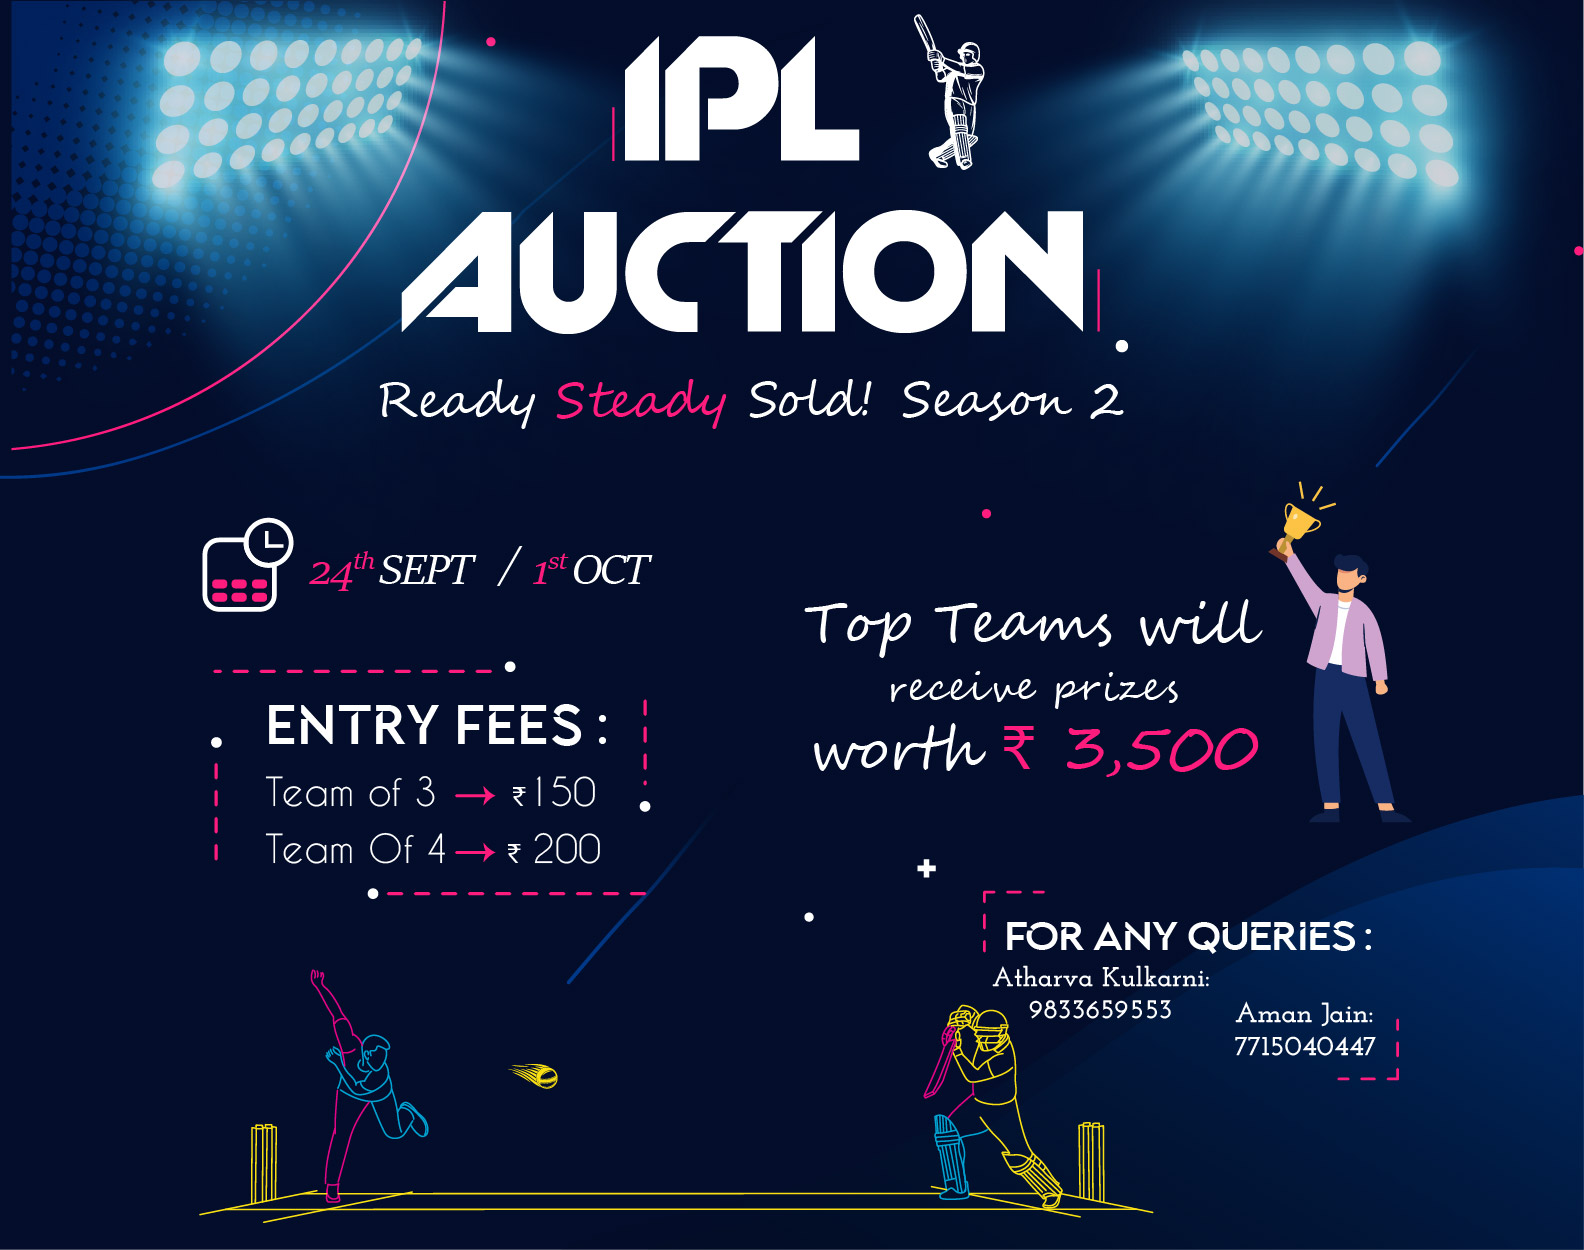 IPL
AUCTION
Ready Steady Sold! Season 2
24th SEPT / 1st OCT
ENTRY FEES :
Team of 3 → ₹150
Team Of 4 → ₹ 200
Top Teams will
receive prizes
worth ₹ 3,500
FOR ANY QUERIES :
Atharva Kulkarni:
9833659553
Aman Jain:
7715040447